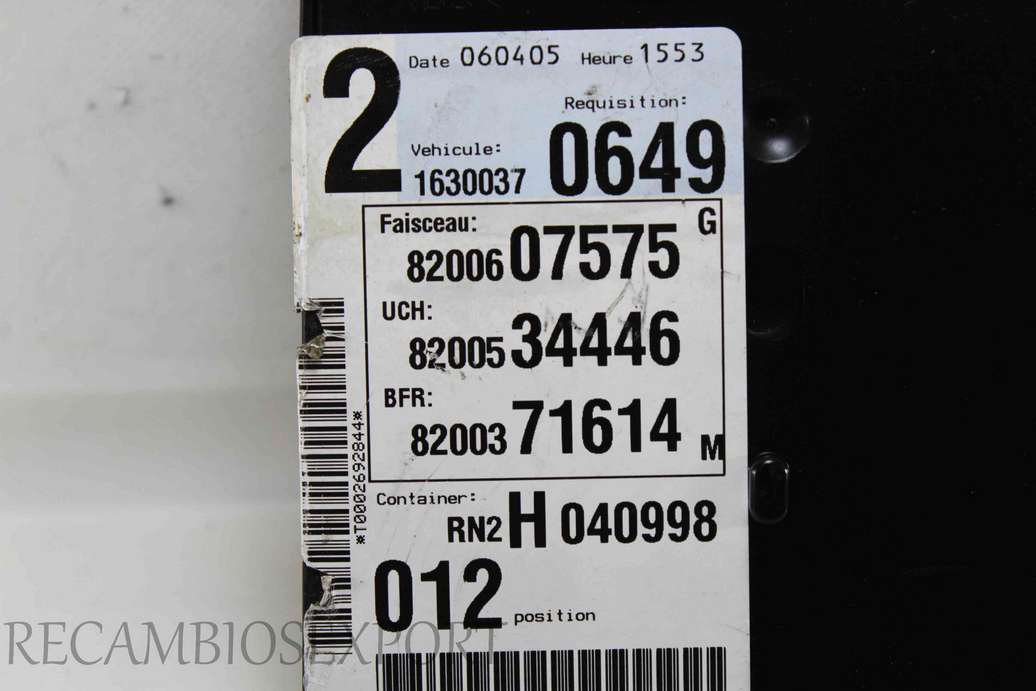 2 Date 060405 Heure 1553
Requisition:
Vehicule:
1630037 0649
Faisceau: G
82006 07575
UCH:
82005 34446
BFR:
82003 71614 M
*T0002692844*
Container:
RN2 H 040998
012 position
RECAMBIOSEXPORT